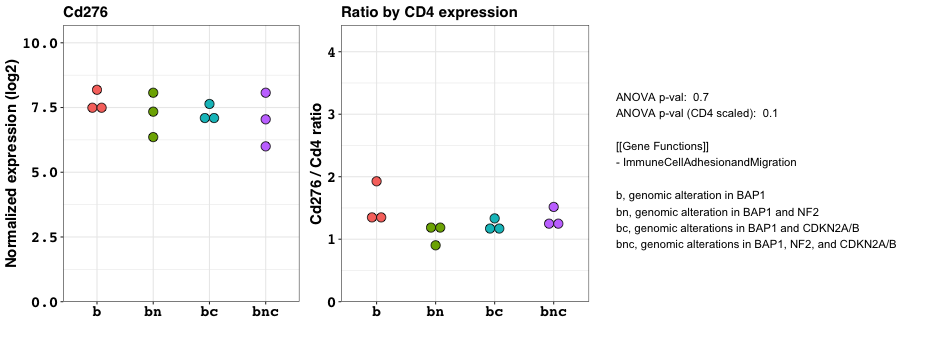 Cd276
Normalized expression (log2)
10.0
7.5
5.0
2.5
0.0
b bn bc bnc
Ratio by CD4 expression
Cd276 / Cd4 ratio
4
3
2
1
0
b bn bc bnc
ANOVA p-val: 0.7
ANOVA p-val (CD4 scaled): 0.1
[[Gene Functions]]
- ImmuneCellAdhesionandMigration
b, genomic alteration in BAP1
bn, genomic alteration in BAP1 and NF2
bc, genomic alterations in BAP1 and CDKN2A/B
bnc, genomic alterations in BAP1, NF2, and CDKN2A/B